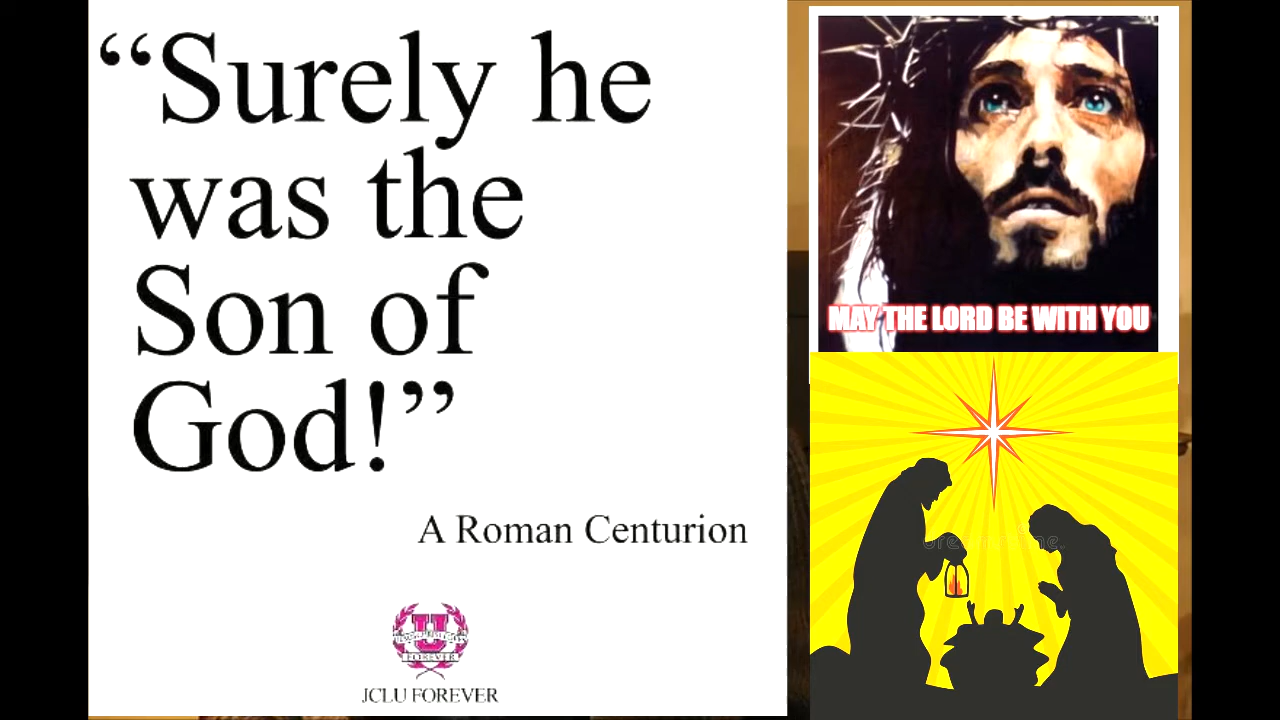 “Surely he
was the
Son of
God!”
A Roman Centurion
U
FOREVER
JCLU FOREVER
MAY THE LORD BE WITH YOU